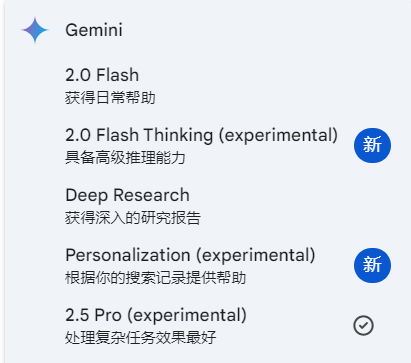 Gemini
2.0 Flash
获得日常帮助
2.0 Flash Thinking (experimental)
具备高级推理能力
新
Deep Research
获得深入的研究报告
Personalization (experimental)
根据你的搜索记录提供帮助
新
2.5 Pro (experimental)
处理复杂任务效果最好